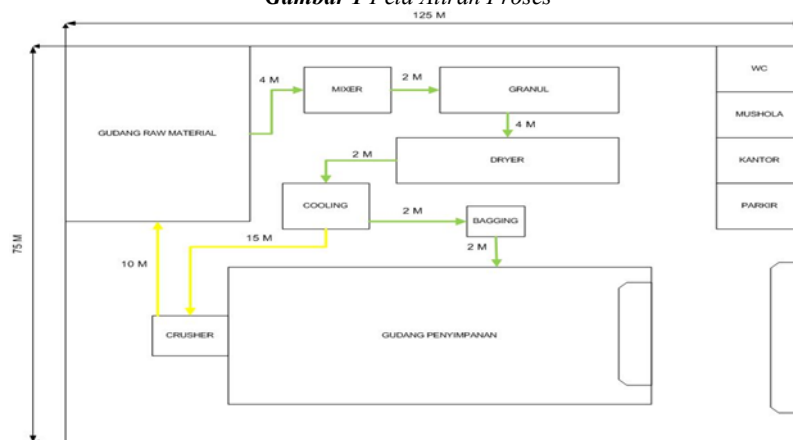 Gambar 1 Peta Aliran Proses
125 M
75 M
GUDANG RAW MATERIAL
4 M
MIXER
2 M
GRANUL
4 M
DRYER
2 M
COOLING
2 M
BAGGING
2 M
15 M
10 M
CRUSHER
GUDANG PENYIMPANAN
WC
MUSHOLA
KANTOR
PARKIR